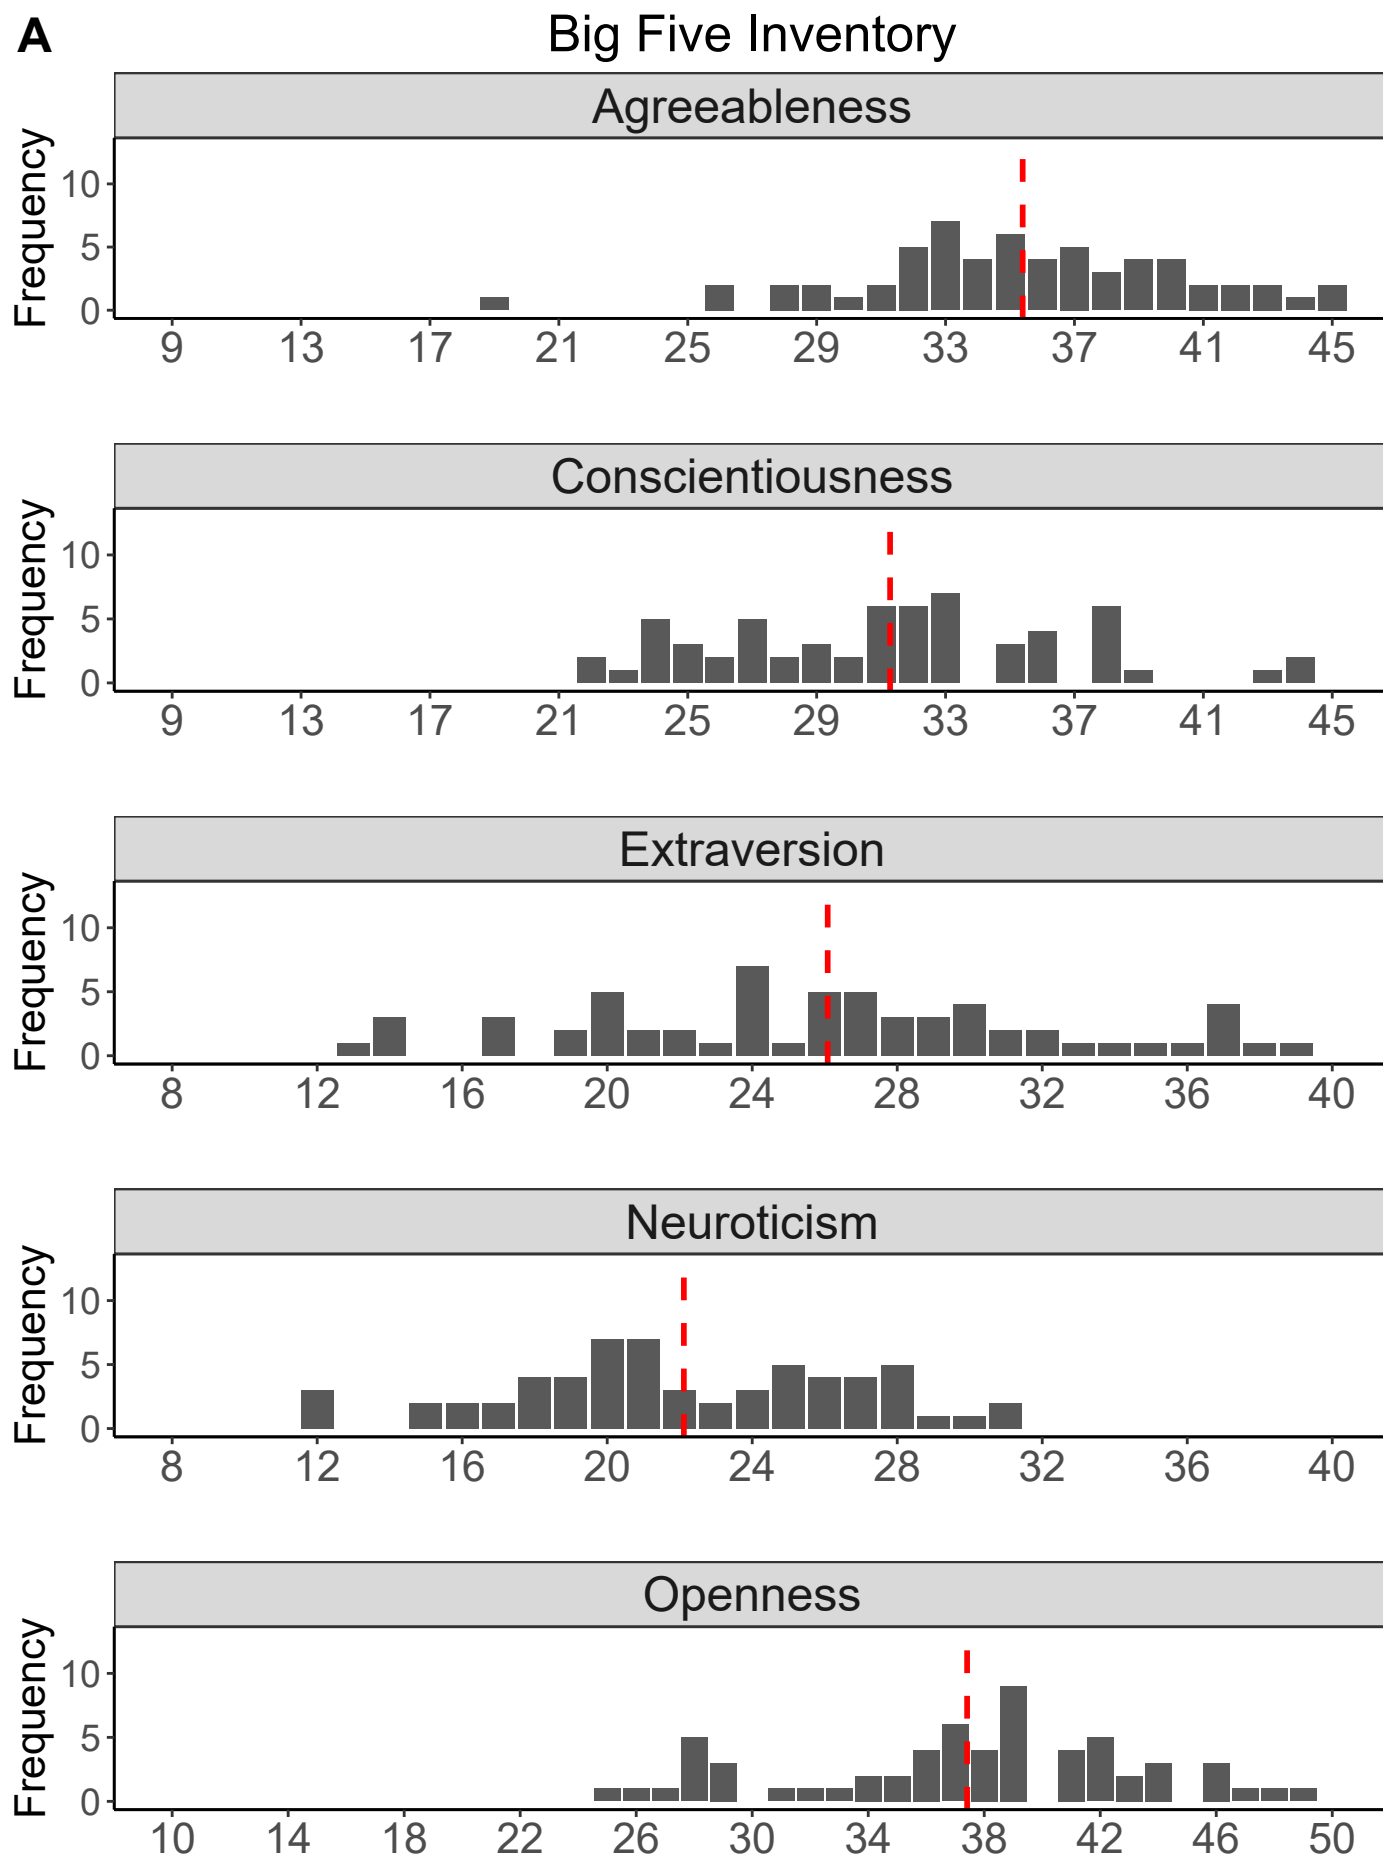 A
Big Five Inventory
Agreeableness
Frequency
10
5
0
9 13 17 21 25 29 33 37 41 45
Conscientiousness
Frequency
10
5
0
9 13 17 21 25 29 33 37 41 45
Extraversion
Frequency
10
5
0
8 12 16 20 24 28 32 36 40
Neuroticism
Frequency
10
5
0
8 12 16 20 24 28 32 36 40
Openness
Frequency
10
5
0
10 14 18 22 26 30 34 38 42 46 50